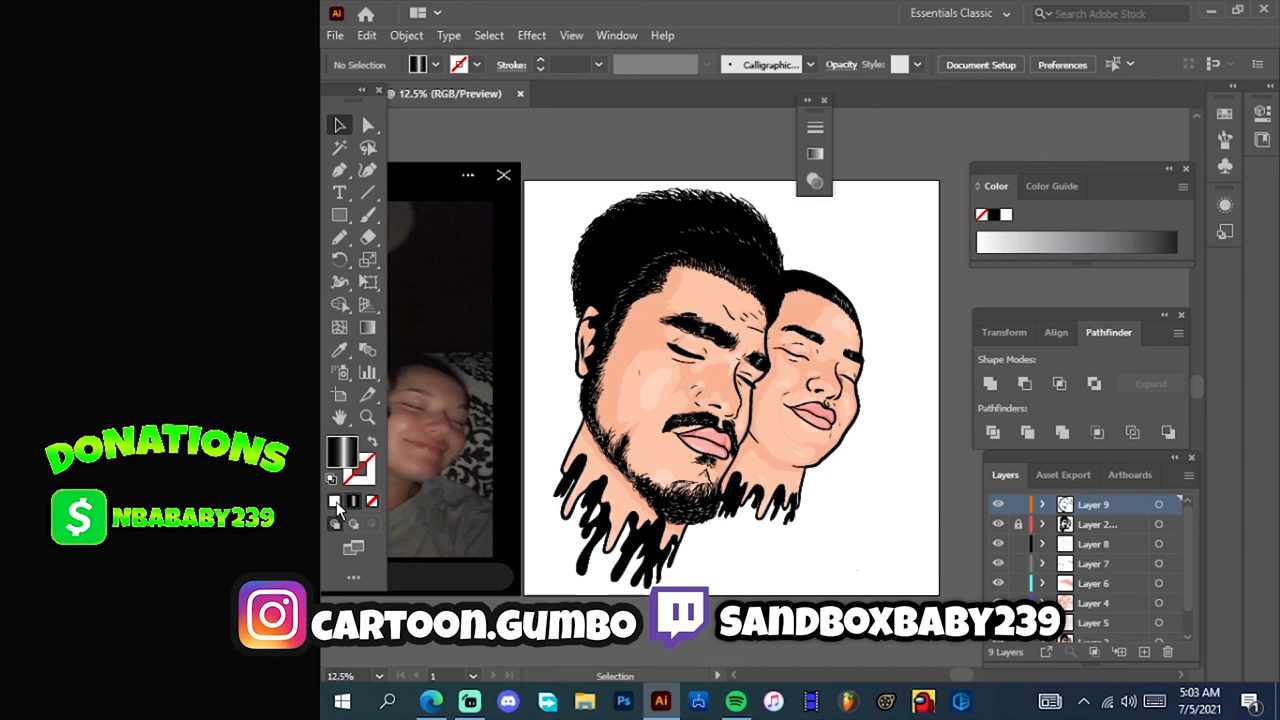 Ai
Essentials Classic
Search Adobe Stock
File Edit Object Type Select Effect View Window Help
No Selection
Stroke:
Calligraphic...
Opacity
Style:
Document Setup
Preferences
@ 12.5% (RGB/Preview)
Color
Color Guide
Transform
Align
Pathfinder
Shape Modes:
Expand
Pathfinders:
Layers
Asset Export
Artboards
Layer 9
Layer 2...
Layer 8
Layer 7
Layer 6
Layer 4
Layer 5
9 Layers
DONATIONS
$ NBABABY239
CARTOON.GUMBO
SANDBOXBABY239
12.5%
1
Selection
Ps
Ai
5:03 AM
7/5/2021